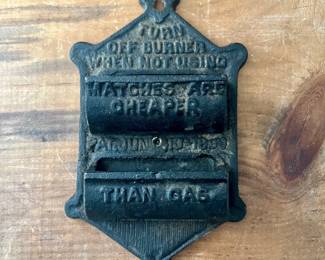 TURN
OFF BURNER
WHEN NOT USING
MATCHES ARE
CHEAPER
PAT. JUN
THAN GAS